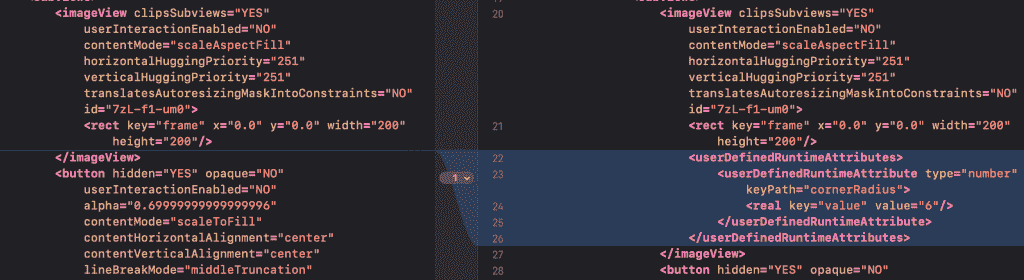 <imageView clipsSubviews="YES"
userInteractionEnabled="NO"
contentMode="scaleAspectFill"
horizontalHuggingPriority="251"
verticalHuggingPriority="251"
translatesAutoresizingMaskIntoConstraints="NO"
id="7zL-f1-um0">
<rect key="frame" x="0.0" y="0.0" width="200"
height="200"/>
</imageView>
<button hidden="YES" opaque="NO"
userInteractionEnabled="NO"
alpha="0.69999999999999996"
contentMode="scaleToFill"
contentHorizontalAlignment="center"
contentVerticalAlignment="center"
lineBreakMode="middleTruncation"
1
20 <imageView clipsSubviews="YES"
userInteractionEnabled="NO"
contentMode="scaleAspectFill"
horizontalHuggingPriority="251"
verticalHuggingPriority="251"
translatesAutoresizingMaskIntoConstraints="NO"
id="7zL-f1-um0">
21 <rect key="frame" x="0.0" y="0.0" width="200"
height="200"/>
22 <userDefinedRuntimeAttributes>
23 <userDefinedRuntimeAttribute type="number"
keyPath="cornerRadius">
24 <real key="value" value="6"/>
25 </userDefinedRuntimeAttribute>
26 </userDefinedRuntimeAttributes>
27 </imageView>
28 <button hidden="YES" opaque="NO"